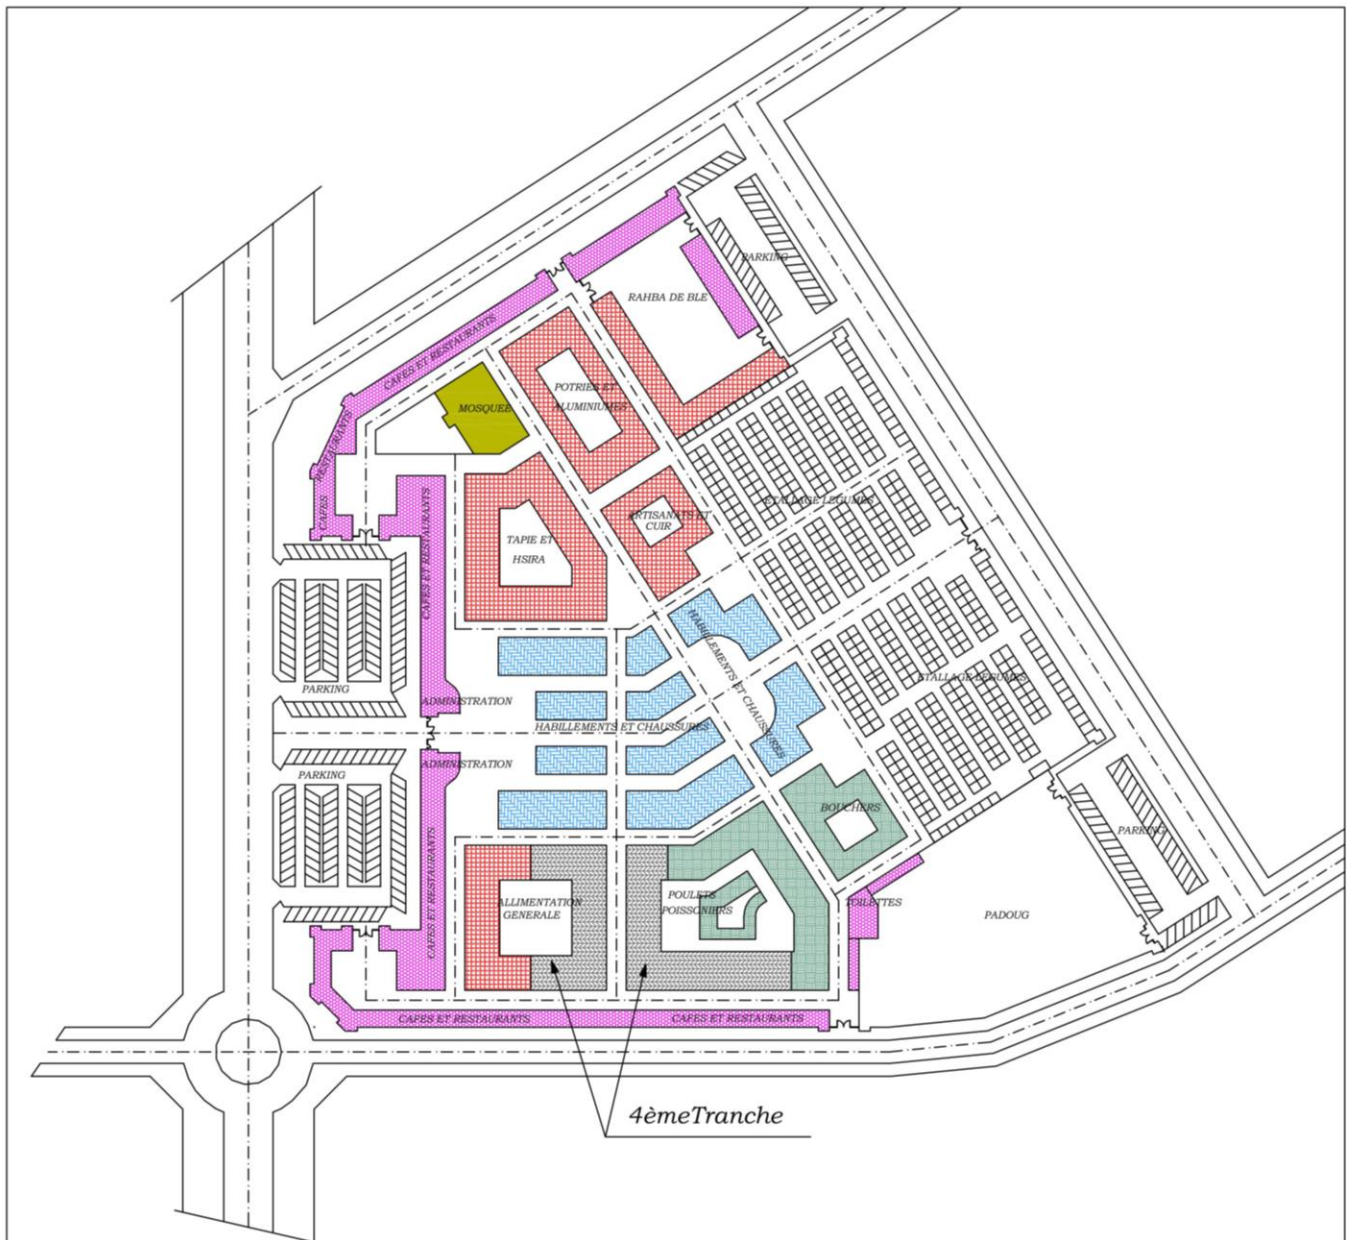 PARKING
RAHBA DE BLE
CAFES ET RESTAURANTS
POTRIES ET
ALUMINIUMES
MOSQUEE
RESTAURANTS
CAFES
CAFES ET RESTAURANTS
ETALLAGE LEGUMES
ARTISANATS ET
CUIR
TAPIE ET
HSIRA
HABILLEMENTS ET CHAUSSURES
ETALLAGE LEGUMES
PARKING
ADMINISTRATION
HABILLEMENTS ET CHAUSSURES
ADMINISTRATION
PARKING
BOUCHERS
PARKING
CAFES ET RESTAURANTS
ALLIMENTATION
GENERALE
POULETS
POISSONIERS
TOILETTES
PADOUG
CAFES ET RESTAURANTS
CAFES ET RESTAURANTS
4èmeTranche